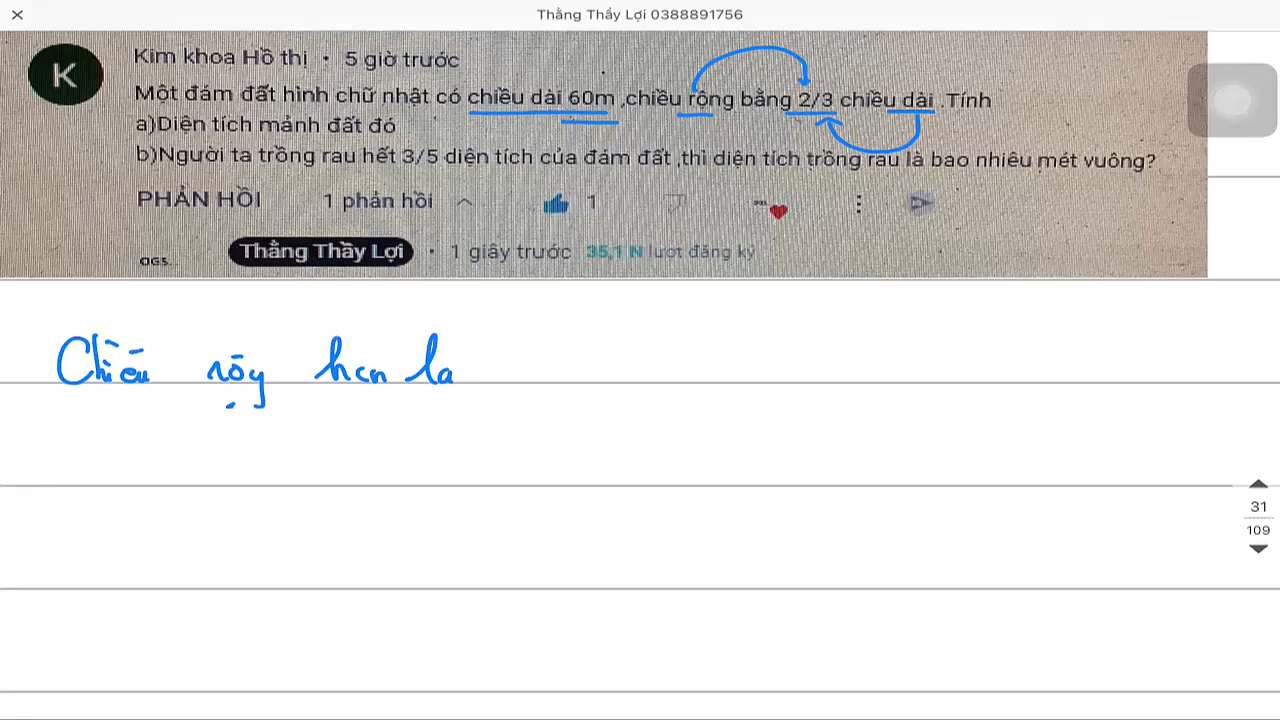 Thằng Thầy Lợi 0388891756
K
Kim khoa Hồ thị · 5 giờ trước
Một đám đất hình chữ nhật có chiều dài 60m ,chiều rộng bằng 2/3 chiều dài .Tính
a)Diện tích mảnh đất đó
b)Người ta trồng rau hết 3/5 diện tích của đám đất ,thì diện tích trồng rau là bao nhiêu mét vuông?
PHẢN HỒI 1 phản hồi 1
Thằng Thầy Lợi · 1 giây trước 35,1 N lượt đăng ký
Chiều rộng hcn la
31
109